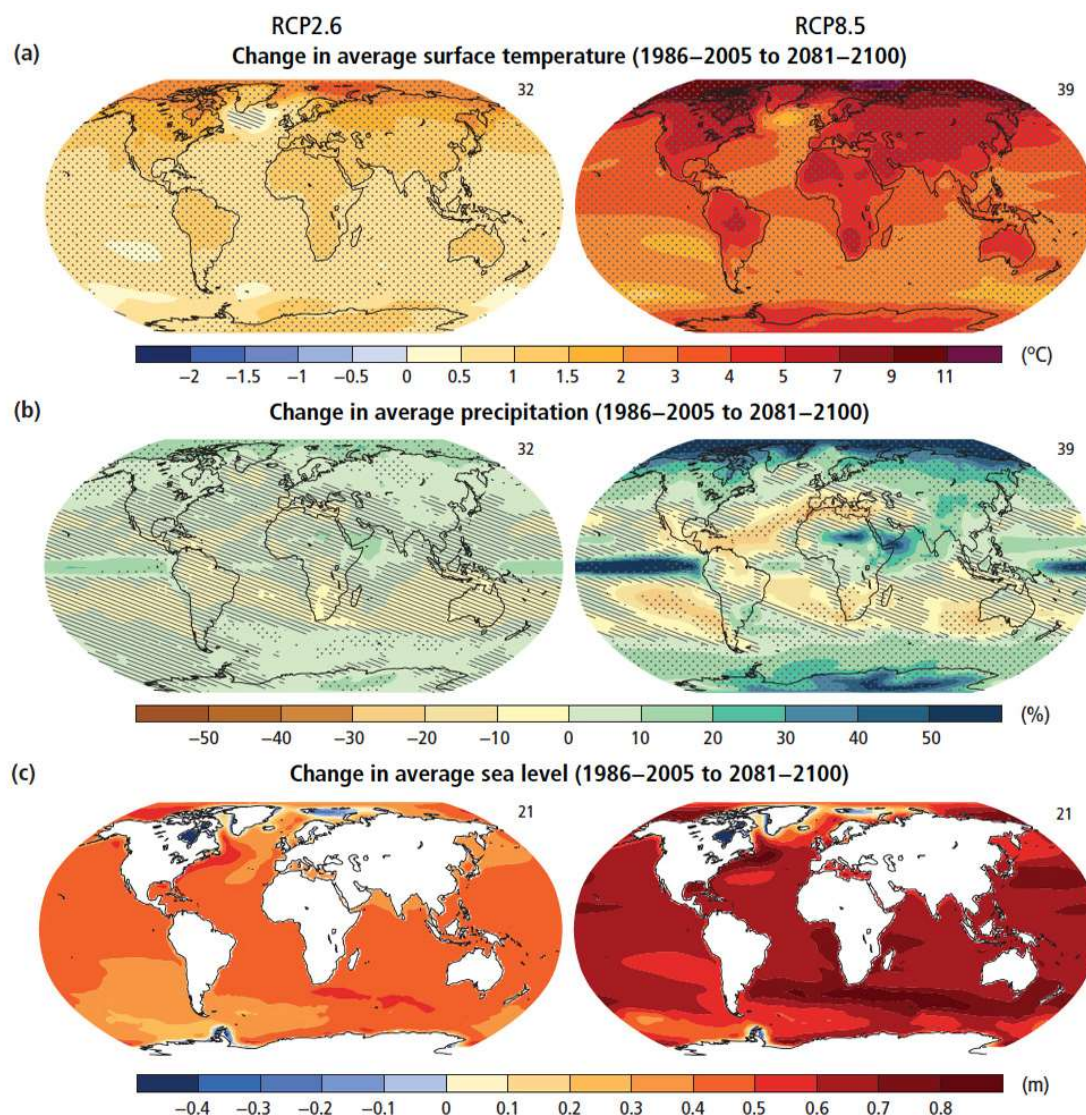 RCP2.6 RCP8.5
(a) Change in average surface temperature (1986–2005 to 2081–2100)
32 39
−2 −1.5 −1 −0.5 0 0.5 1 1.5 2 3 4 5 7 9 11 (°C)
(b) Change in average precipitation (1986–2005 to 2081–2100)
32 39
−50 −40 −30 −20 −10 0 10 20 30 40 50 (%)
(c) Change in average sea level (1986–2005 to 2081–2100)
21 21
−0.4 −0.3 −0.2 −0.1 0 0.1 0.2 0.3 0.4 0.5 0.6 0.7 0.8 (m)